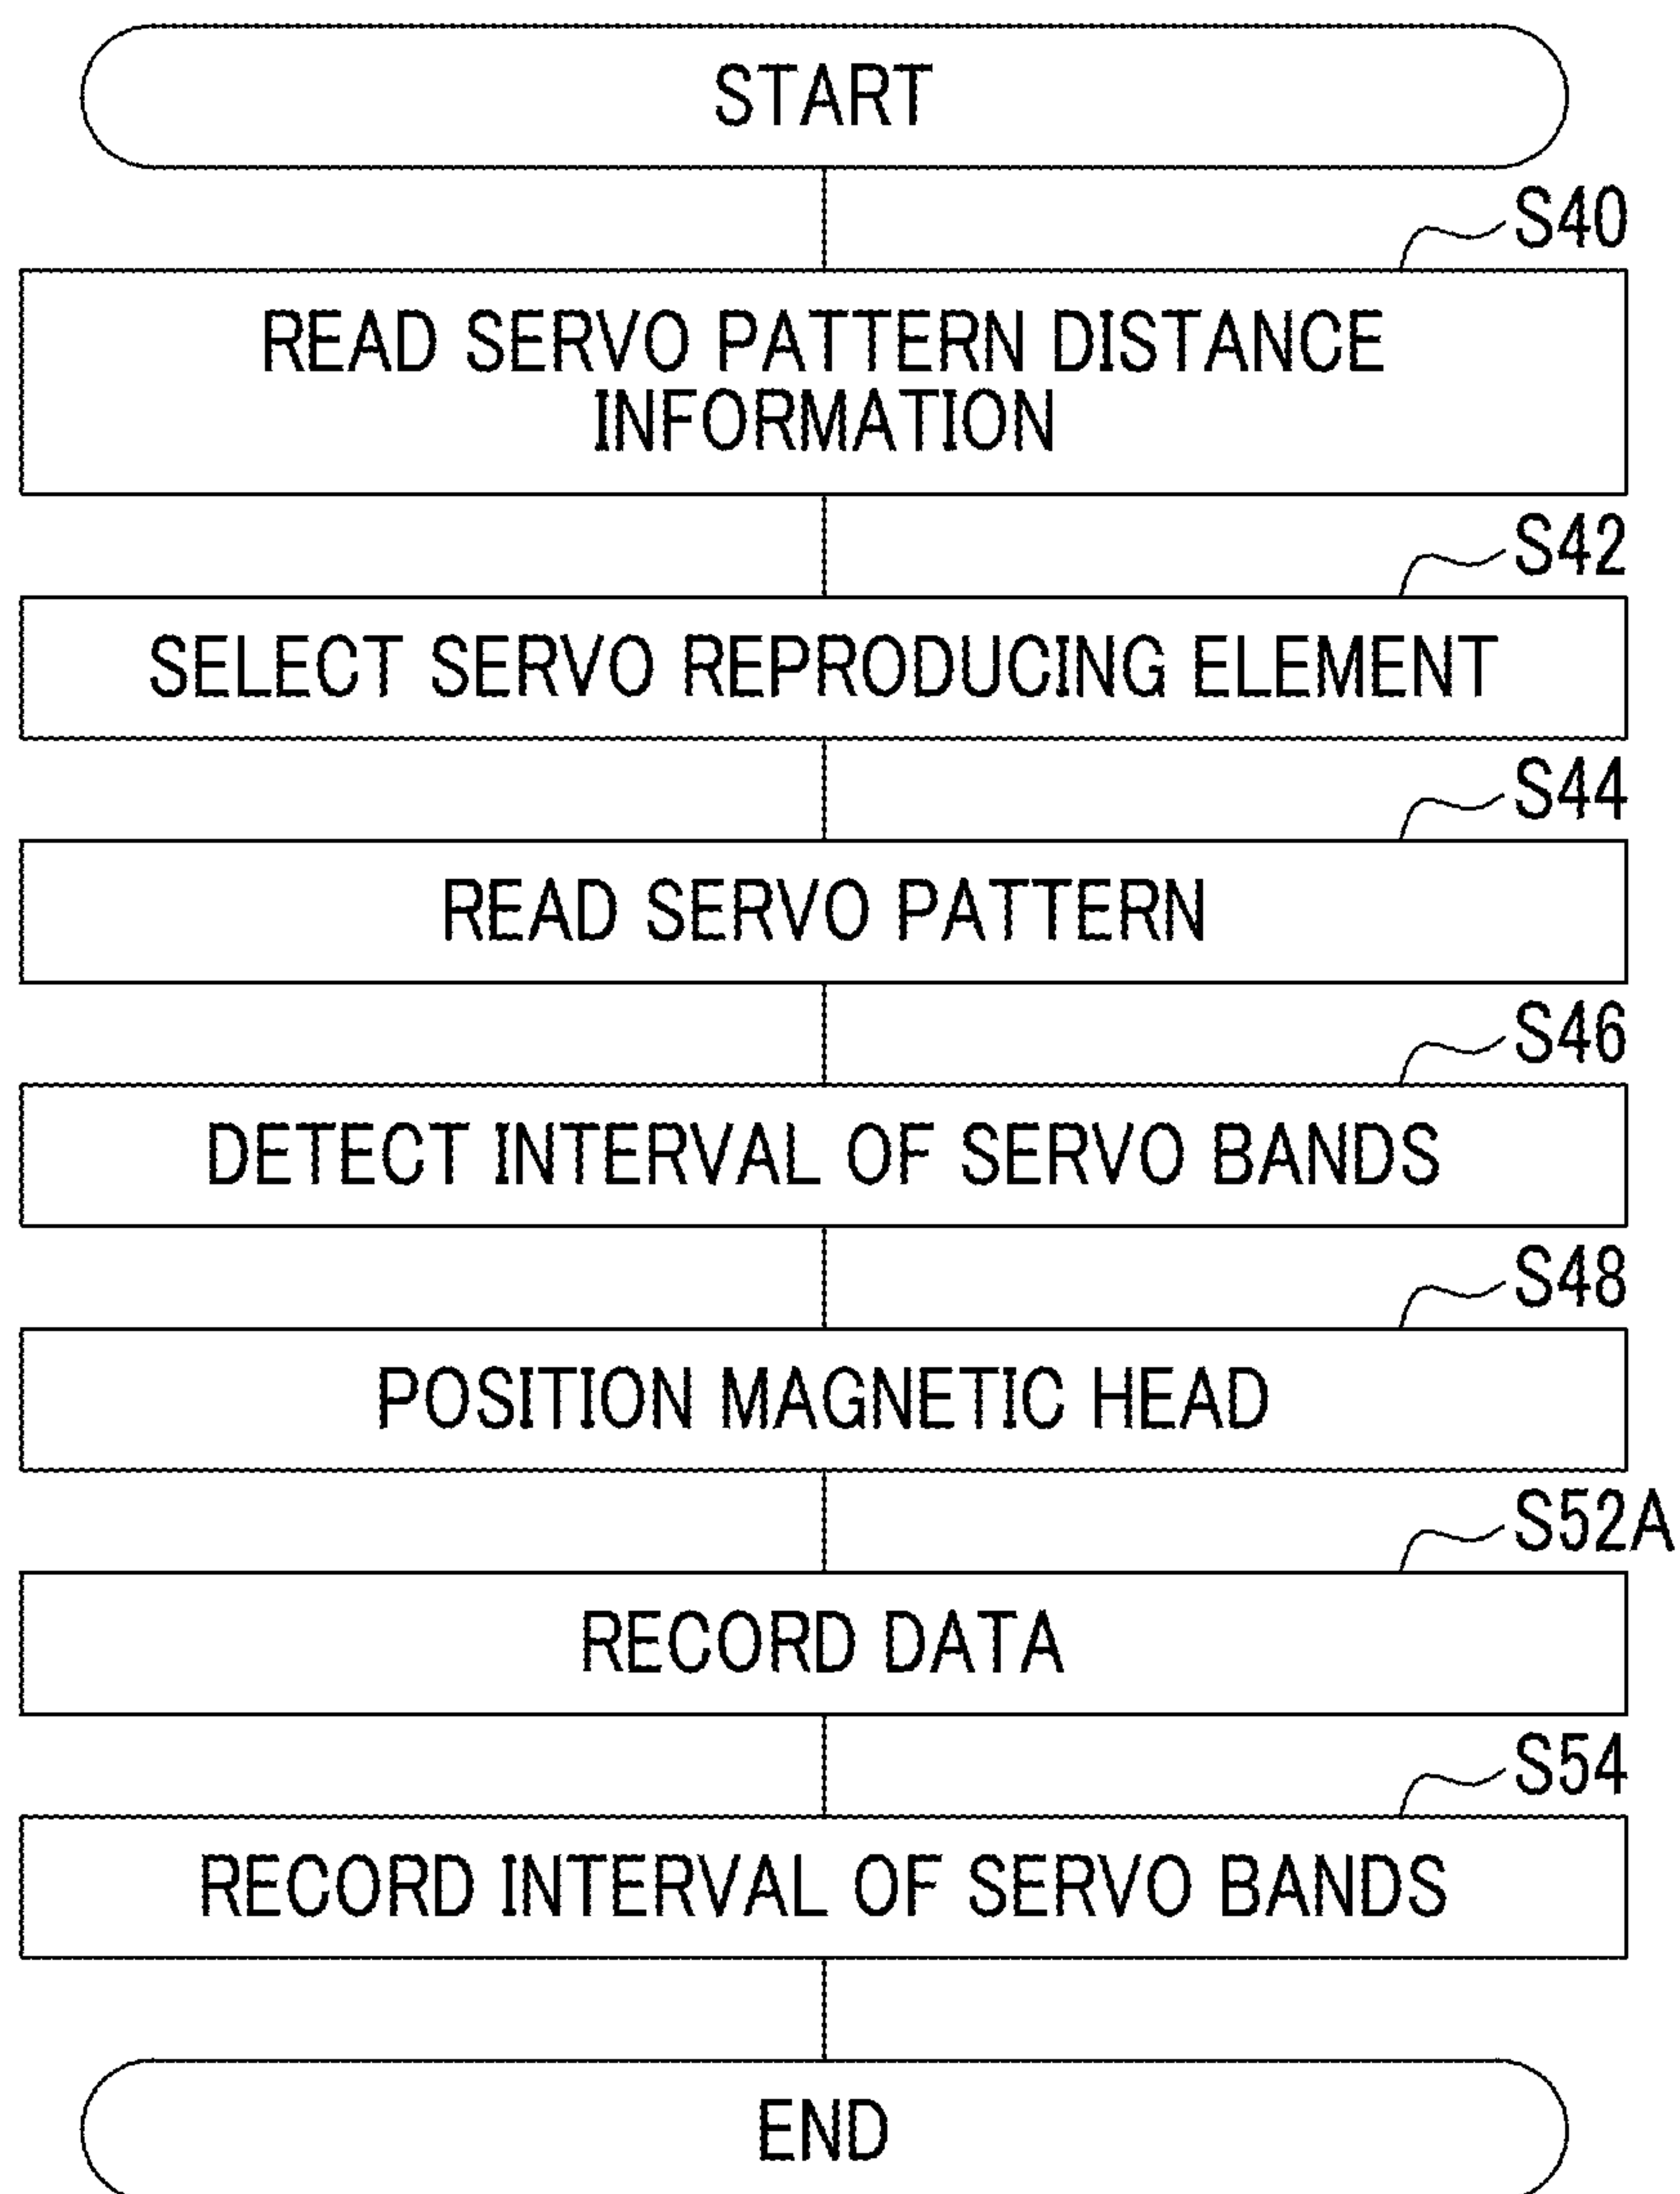 START
S40
READ SERVO PATTERN DISTANCE
INFORMATION
S42
SELECT SERVO REPRODUCING ELEMENT
S44
READ SERVO PATTERN
S46
DETECT INTERVAL OF SERVO BANDS
S48
POSITION MAGNETIC HEAD
S52A
RECORD DATA
S54
RECORD INTERVAL OF SERVO BANDS
END